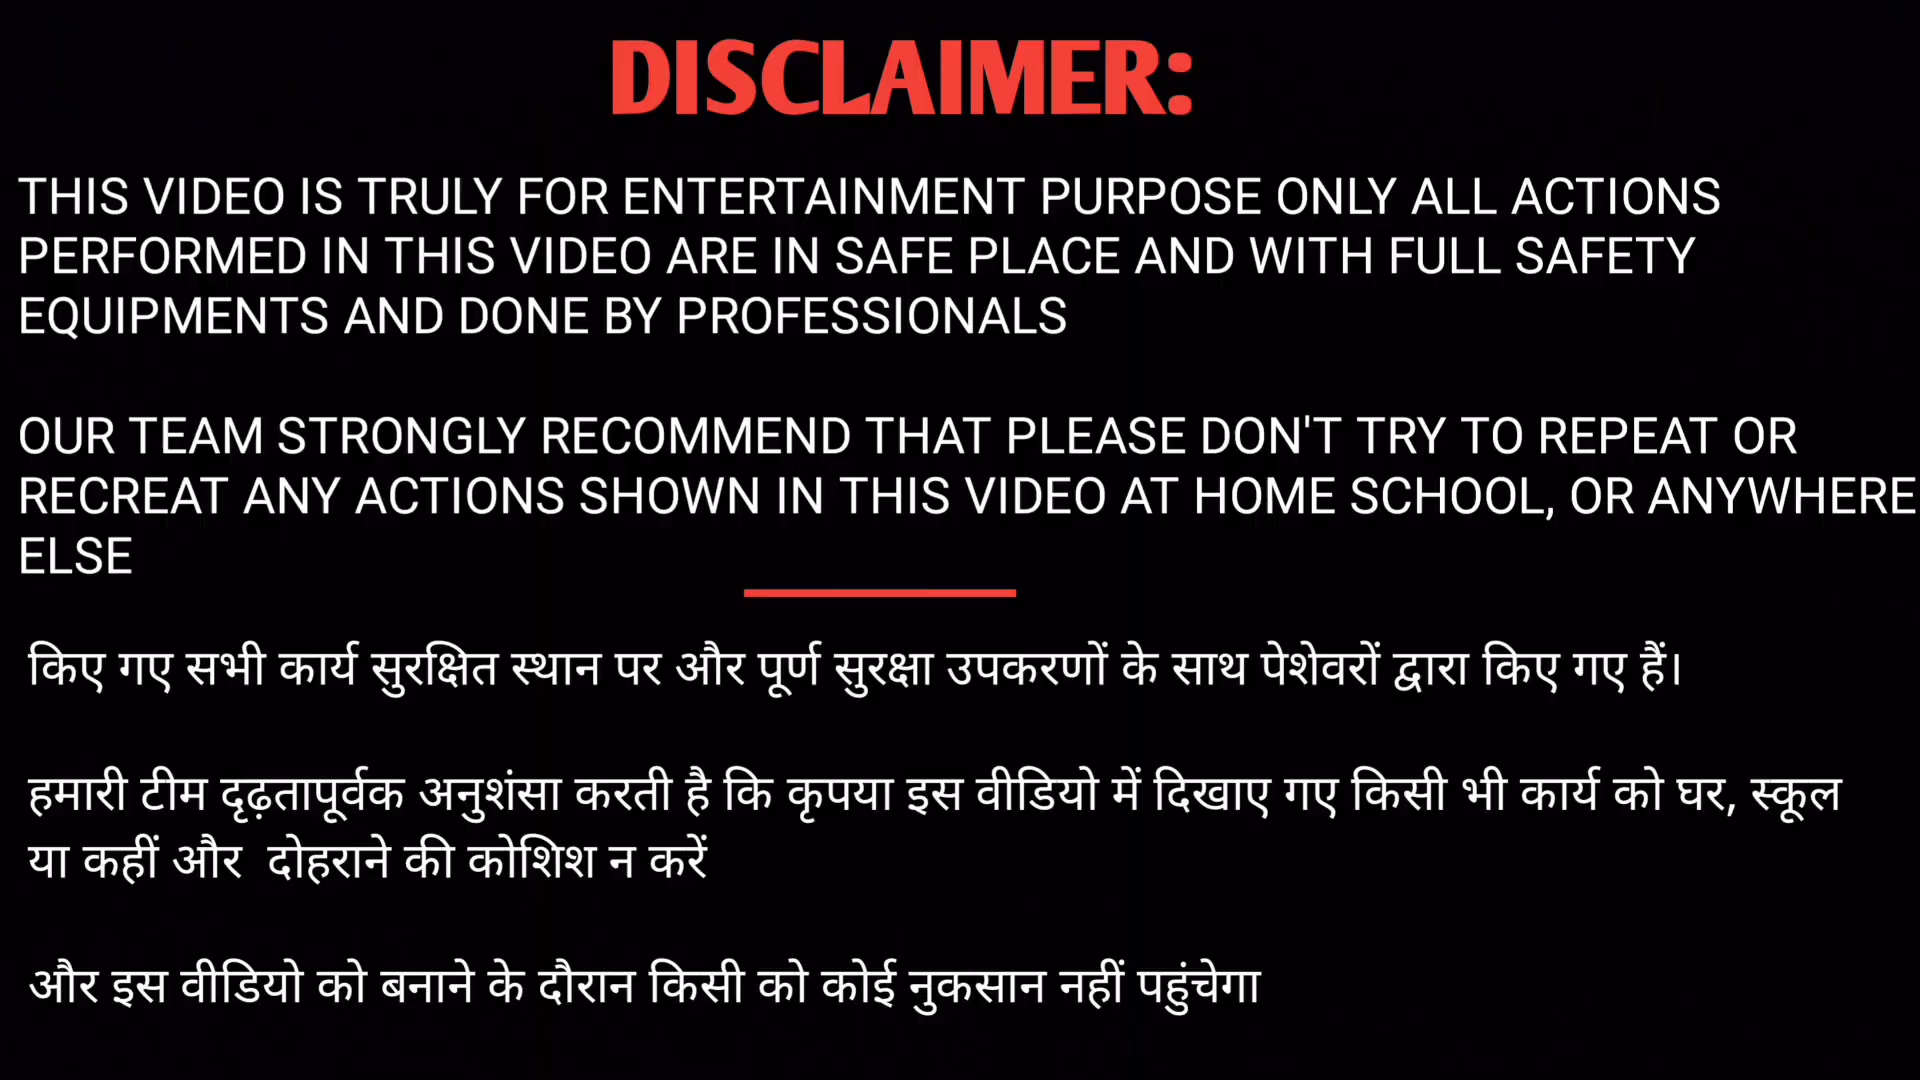 DISCLAIMER:
THIS VIDEO IS TRULY FOR ENTERTAINMENT PURPOSE ONLY ALL ACTIONS
PERFORMED IN THIS VIDEO ARE IN SAFE PLACE AND WITH FULL SAFETY
EQUIPMENTS AND DONE BY PROFESSIONALS
OUR TEAM STRONGLY RECOMMEND THAT PLEASE DON'T TRY TO REPEAT OR
RECREAT ANY ACTIONS SHOWN IN THIS VIDEO AT HOME SCHOOL, OR ANYWHERE
ELSE
किए गए सभी कार्य सुरक्षित स्थान पर और पूर्ण सुरक्षा उपकरणों के साथ पेशेवरों द्वारा किए गए हैं।
हमारी टीम दृढ़तापूर्वक अनुशंसा करती है कि कृपया इस वीडियो में दिखाए गए किसी भी कार्य को घर, स्कूल
या कहीं और  दोहराने की कोशिश न करें
और इस वीडियो को बनाने के दौरान किसी को कोई नुकसान नहीं पहुंचेगा